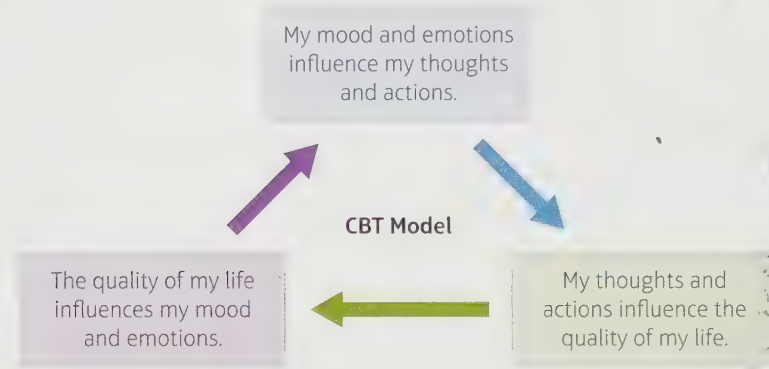 My mood and emotions
influence my thoughts
and actions.
CBT Model
The quality of my life
influences my mood
and emotions.
My thoughts and
actions influence the
quality of my life.